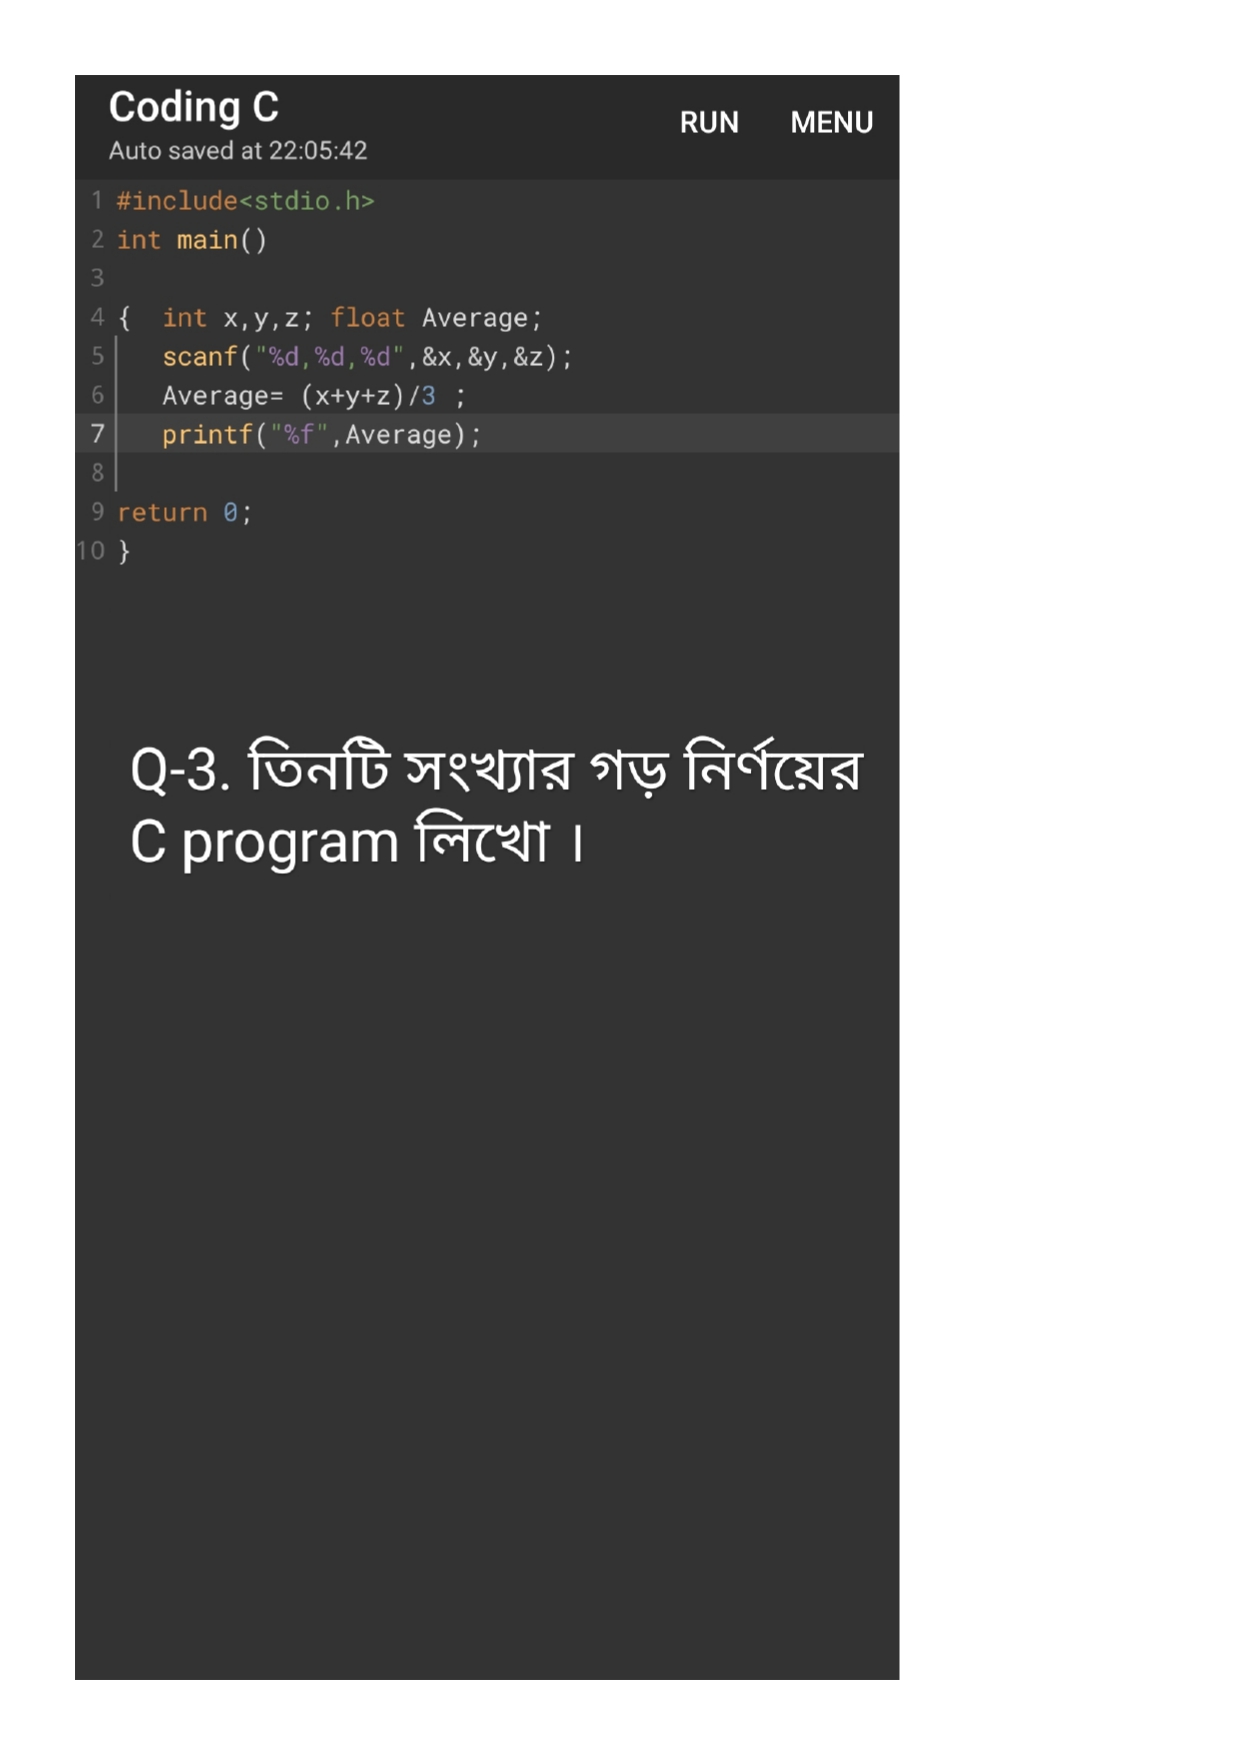 Coding C
RUN MENU
Auto saved at 22:05:42
1 #include<stdio.h>
2 int main()
3
4 {  int x,y,z; float Average;
5    scanf("%d,%d,%d",&x,&y,&z);
6    Average= (x+y+z)/3 ;
7    printf("%f",Average);
8
9 return 0;
10 }
Q-3. তিনটি সংখ্যার গড় নির্ণয়ের
C program লিখো ।